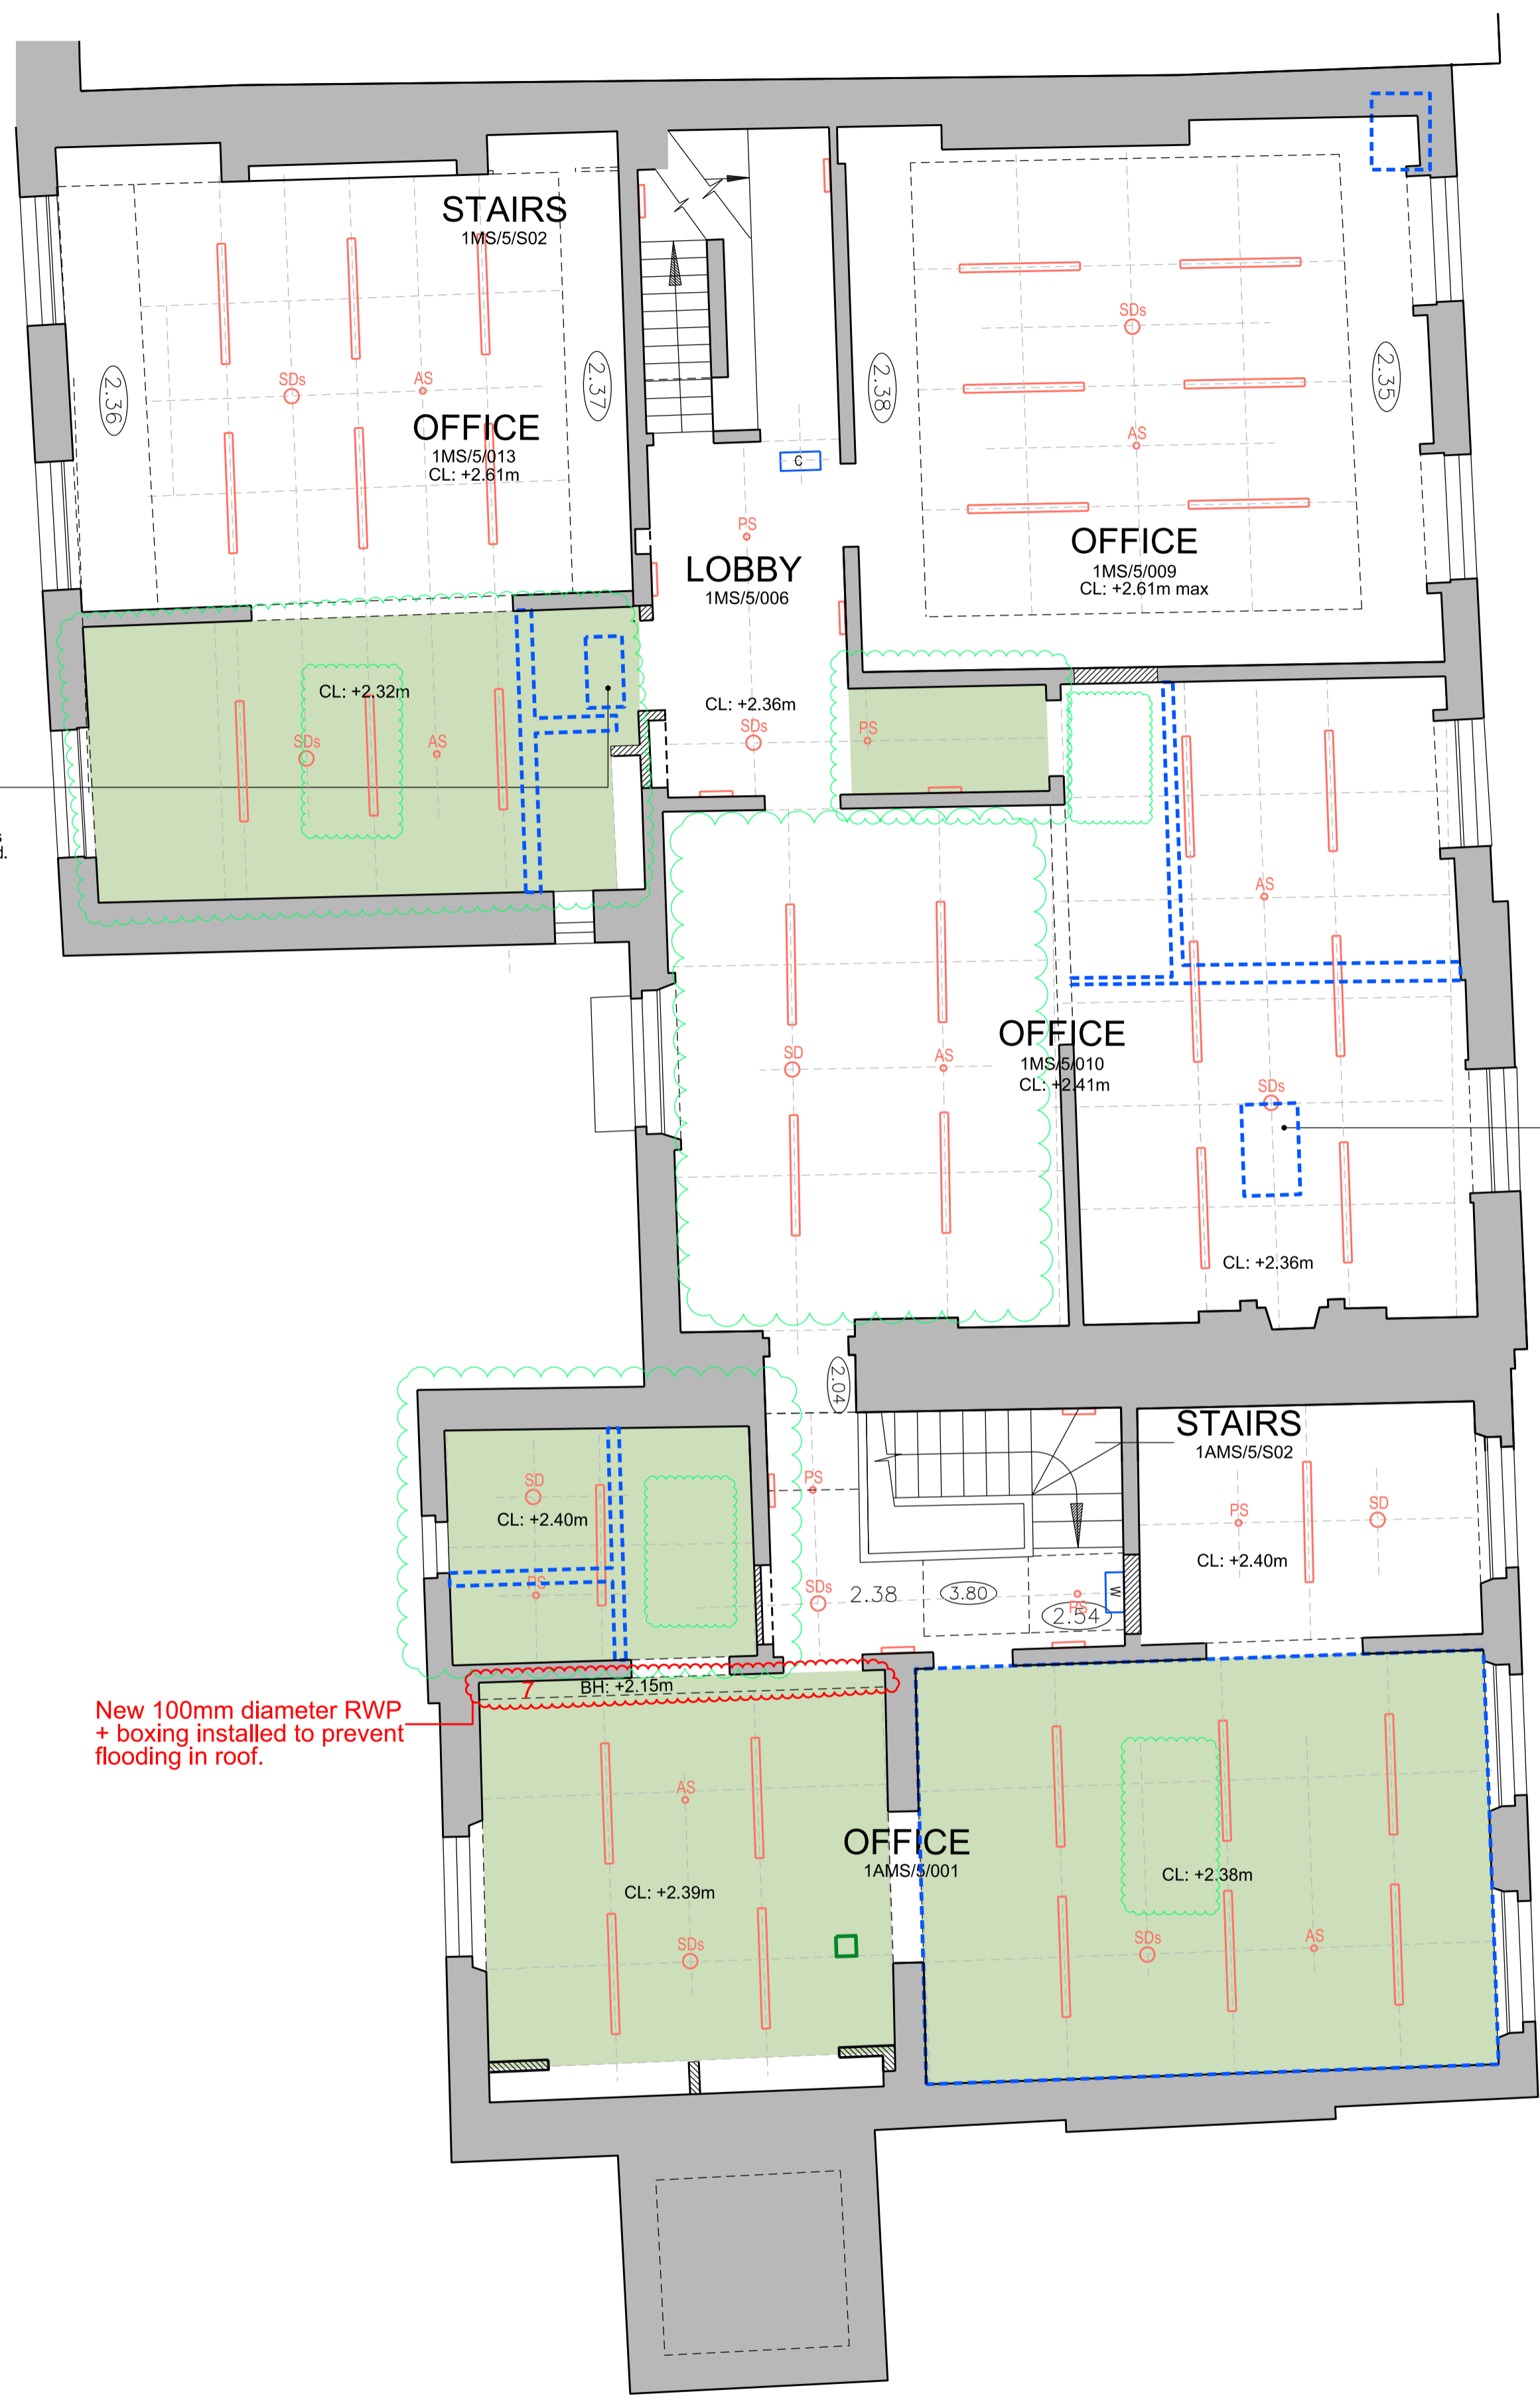 STAIRS
1MS/5/S02
SDs
AS
2.36
2.37
2.38
2.35
OFFICE
1MS/5/013
CL: +2.61m
C
SDs
AS
PS
OFFICE
1MS/5/009
CL: +2.61m max
LOBBY
1MS/5/006
CL: +2.32m
CL: +2.36m
SDs
AS
SDs
PS
s
d.
AS
OFFICE
1MS/5/010
CL: +2.41m
SD
AS
SDs
CL: +2.36m
2.04
STAIRS
1AMS/5/S02
SD
CL: +2.40m
PS
PS
PS
SD
CL: +2.40m
SDs
2.38
3.80
2.54
PS
W
7
BH: +2.15m
New 100mm diameter RWP
+ boxing installed to prevent
flooding in roof.
AS
OFFICE
1AMS/5/001
CL: +2.39m
CL: +2.38m
SDs
SDs
AS